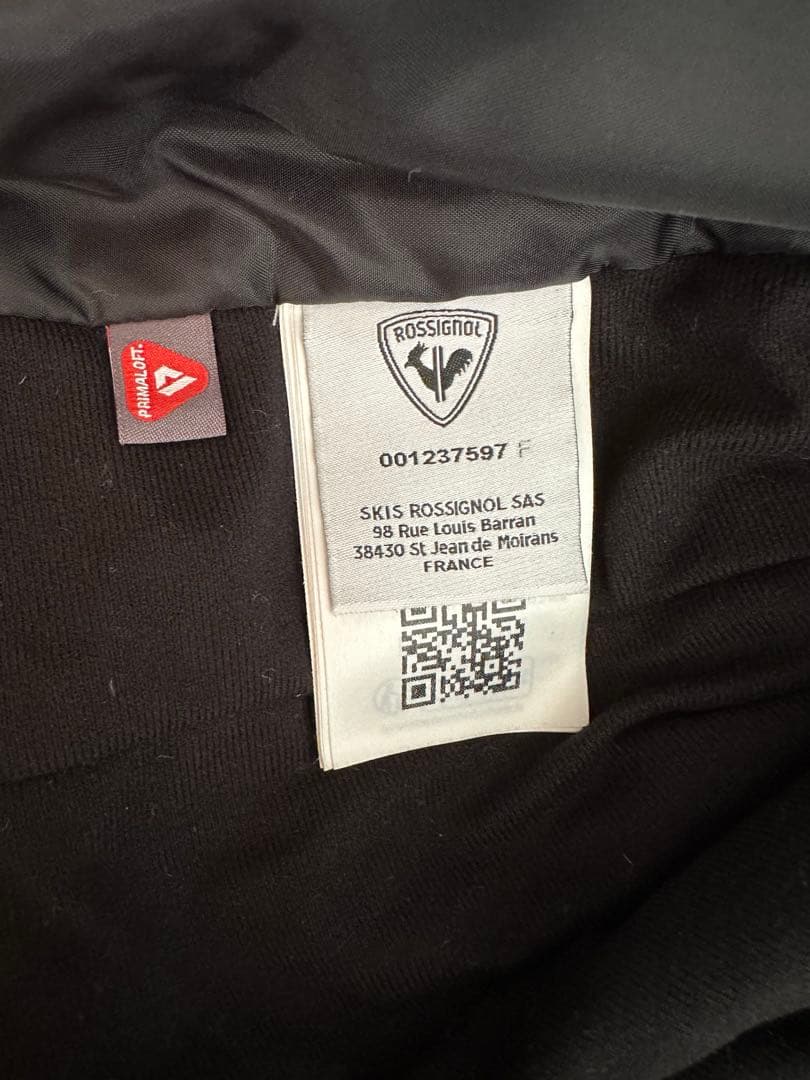 PRIMALOFT.
ROSSIGNOL
001237597 F
SKIS ROSSIGNOL SAS
98 Rue Louis Barran
38430 St Jean de Moirans
FRANCE